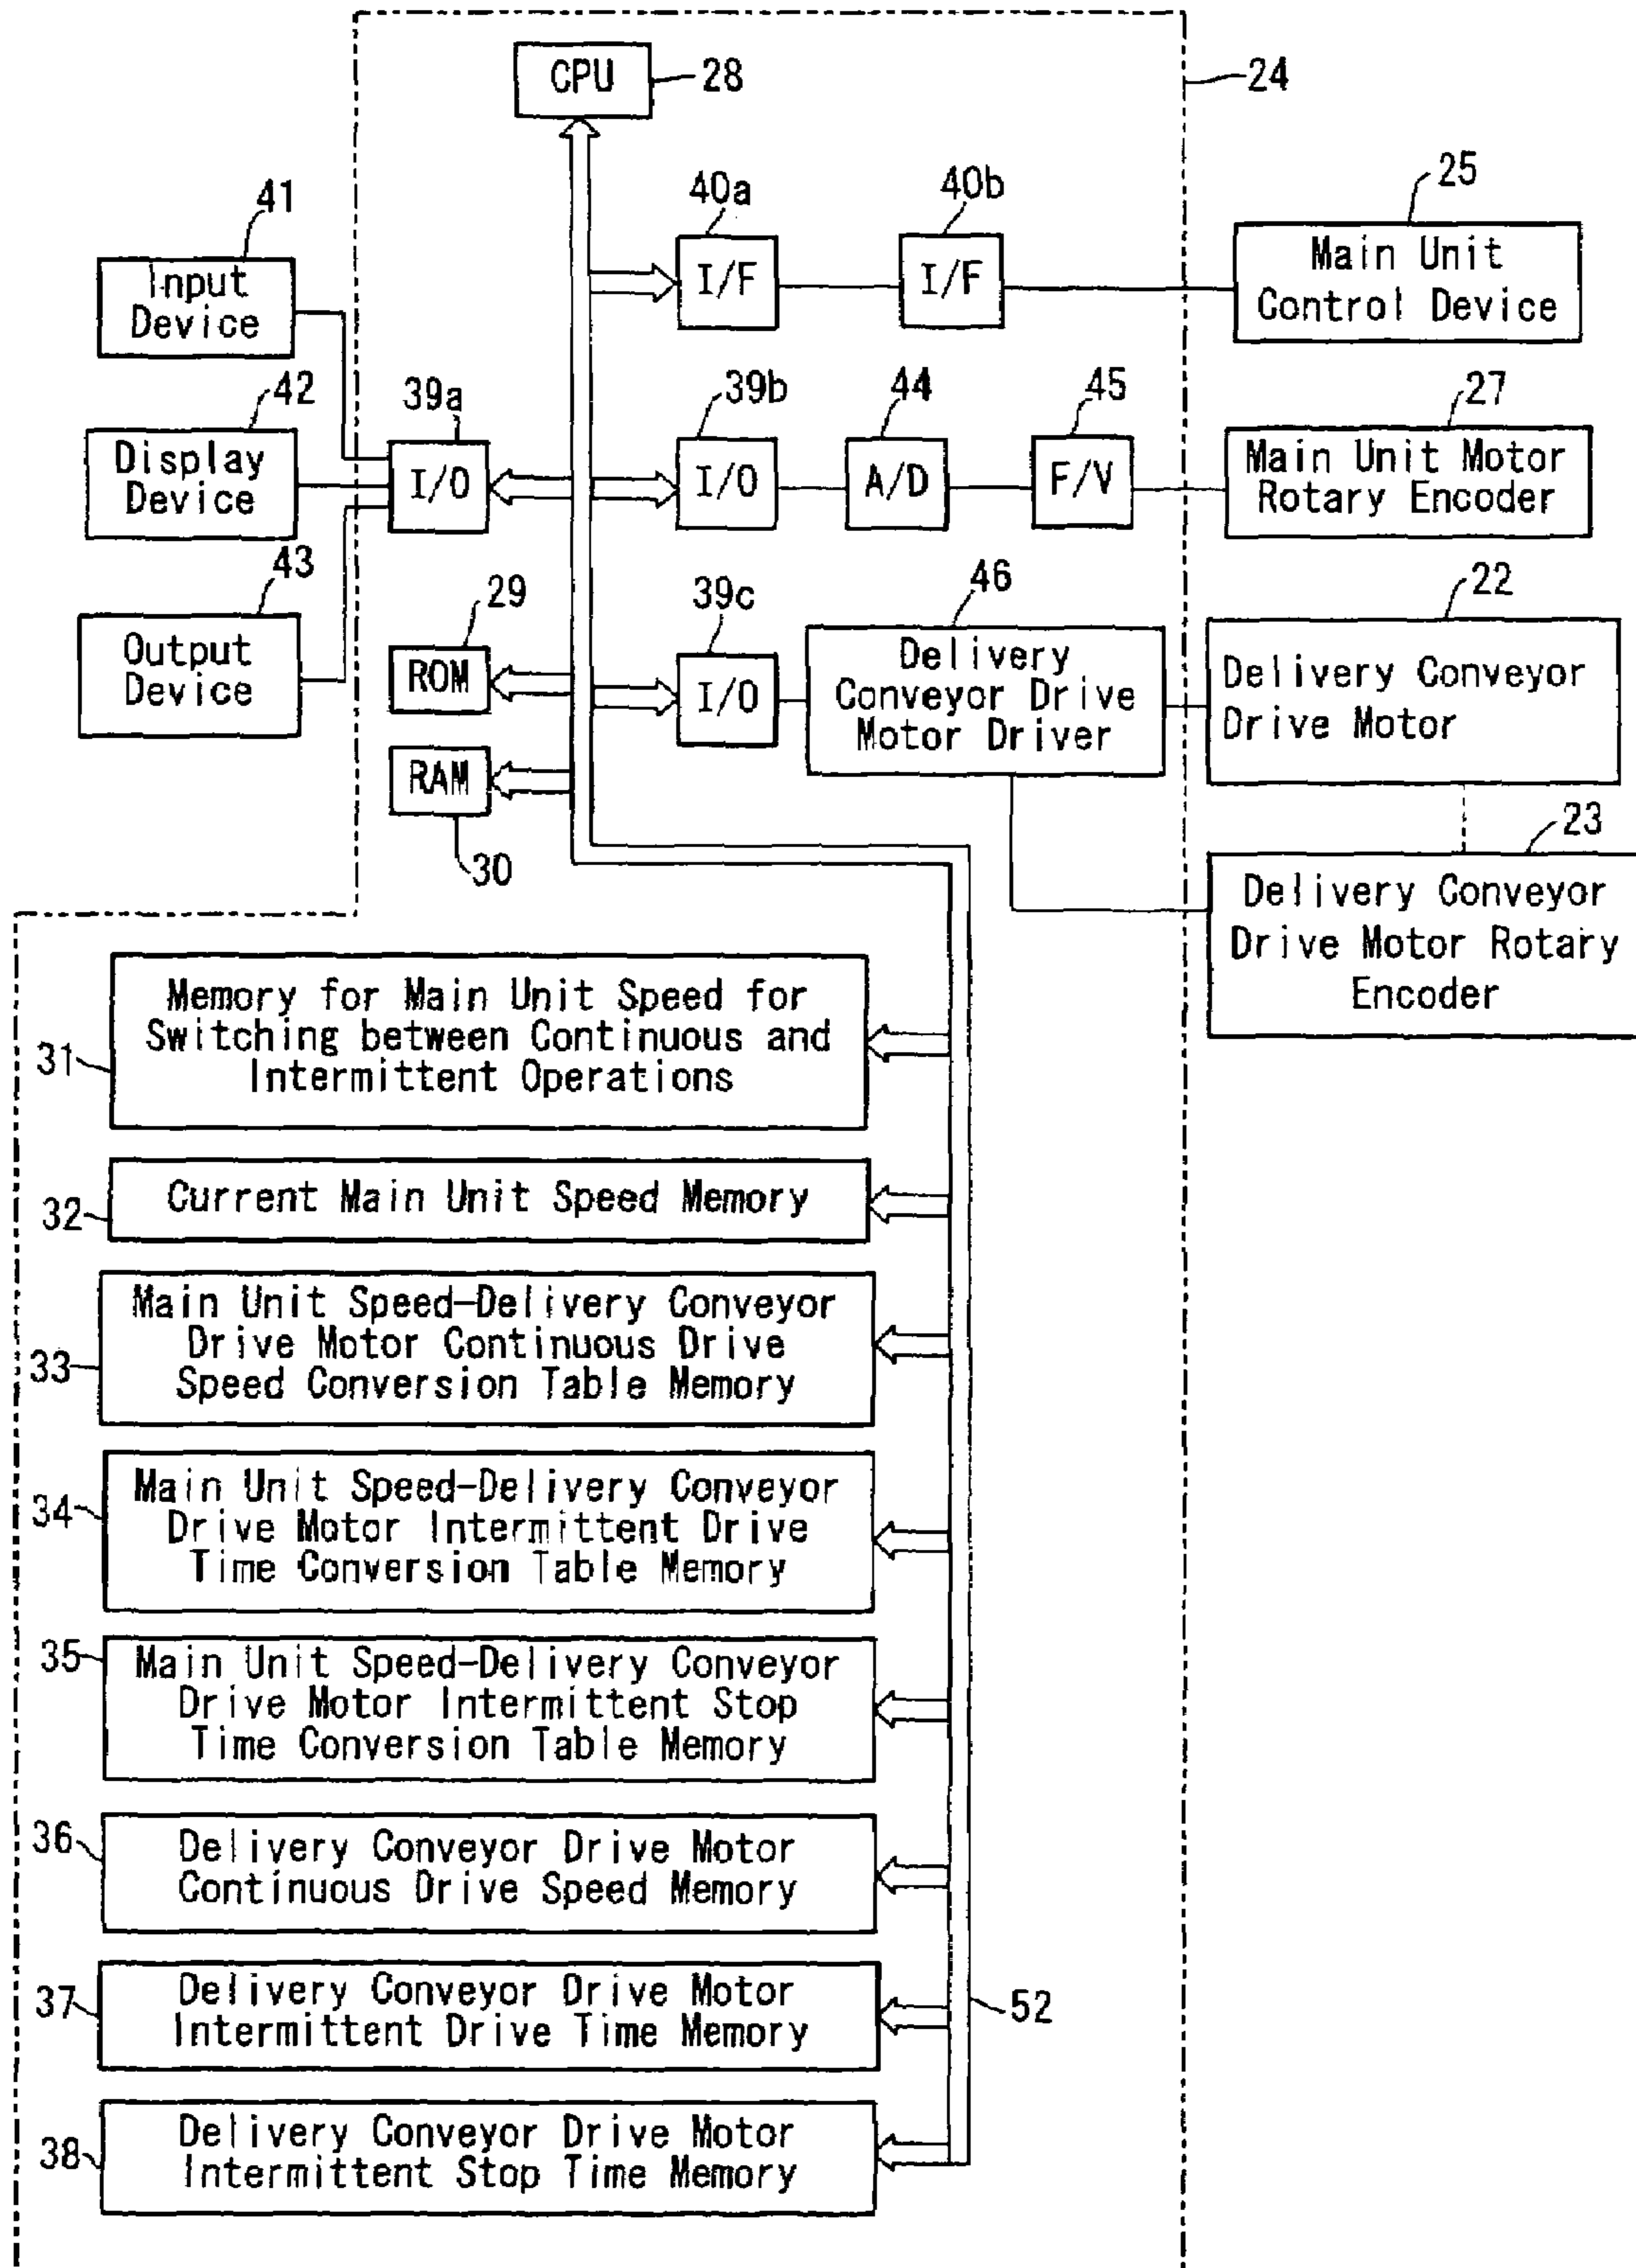 CPU
28
24
40a
40b
25
41
Input
Device
I/F
I/F
Main Unit
Control Device
42
39a
39b
44
45
27
Display
Device
I/O
I/O
A/D
F/V
Main Unit Motor
Rotary Encoder
43
29
39c
46
22
Output
Device
ROM
I/O
Delivery
Conveyor Drive
Motor Driver
Delivery Conveyor
Drive Motor
RAM
30
23
Delivery Conveyor
Drive Motor Rotary
Encoder
31
Memory for Main Unit Speed for
Switching between Continuous and
Intermittent Operations
32
Current Main Unit Speed Memory
33
Main Unit Speed-Delivery Conveyor
Drive Motor Continuous Drive
Speed Conversion Table Memory
34
Main Unit Speed-Delivery Conveyor
Drive Motor Intermittent Drive
Time Conversion Table Memory
35
Main Unit Speed-Delivery Conveyor
Drive Motor Intermittent Stop
Time Conversion Table Memory
36
Delivery Conveyor Drive Motor
Continuous Drive Speed Memory
37
Delivery Conveyor Drive Motor
Intermittent Drive Time Memory
52
38
Delivery Conveyor Drive Motor
Intermittent Stop Time Memory